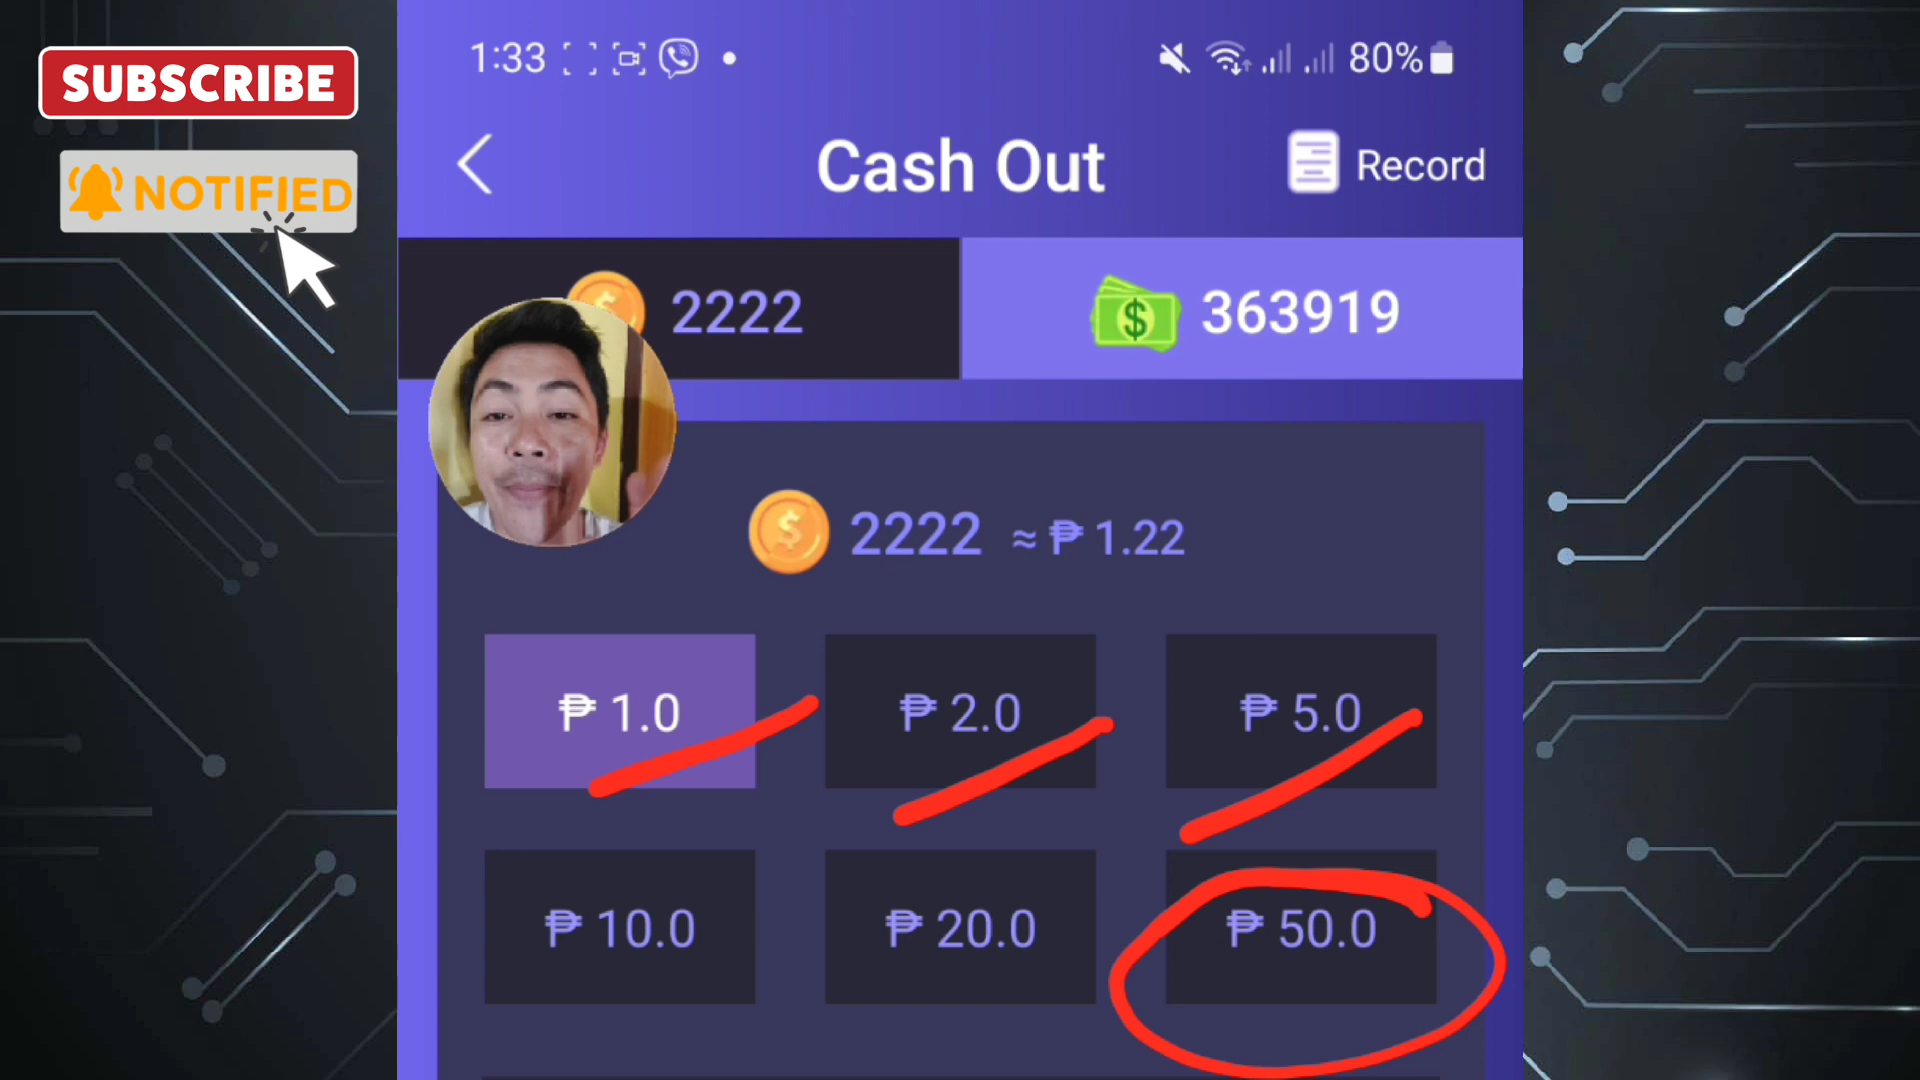 SUBSCRIBE
NOTIFIED
1:33
80%
Cash Out
Record
2222
363919
2222 ≈ ₱ 1.22
₱ 1.0
₱ 2.0
₱ 5.0
₱ 10.0
₱ 20.0
₱ 50.0